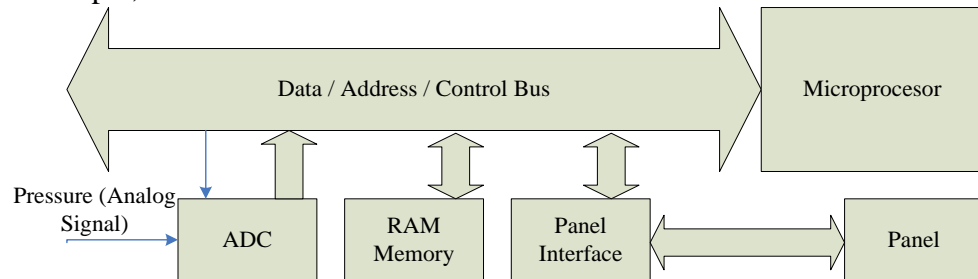 Data / Address / Control Bus
Microprocesor
Pressure (Analog
Signal)
ADC
RAM
Memory
Panel
Interface
Panel